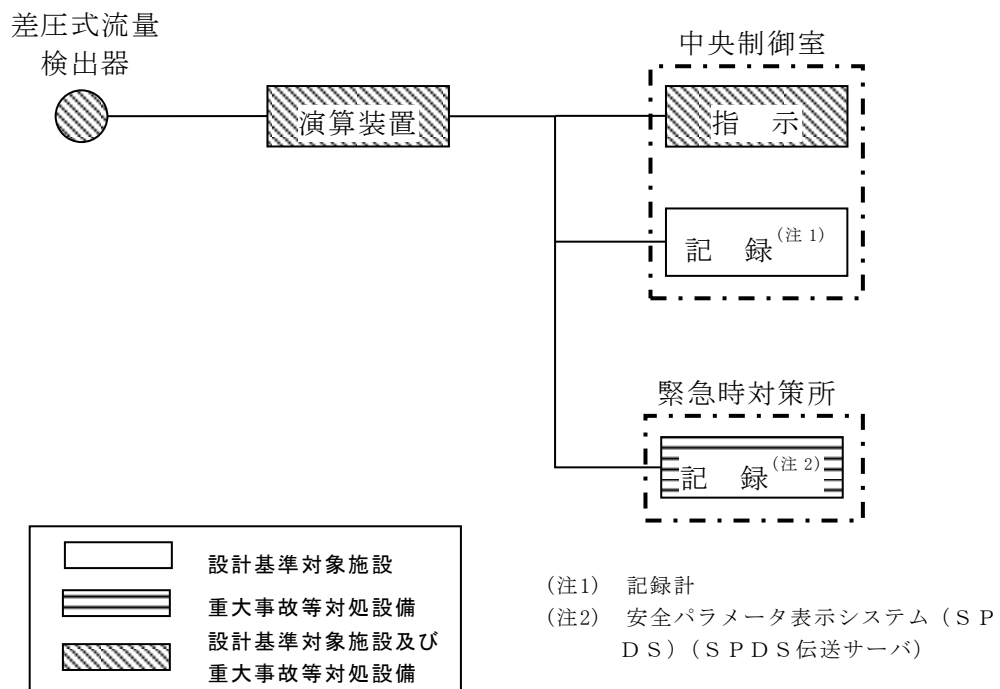 差圧式流量
検出器
演算装置
中央制御室
指　示
記　録(注 1)
緊急時対策所
記　録(注 2)
設計基準対象施設
重大事故等対処設備
設計基準対象施設及び
重大事故等対処設備
(注1)　記録計
(注2)　安全パラメータ表示システム（ＳＰ
ＤＳ）（ＳＰＤＳ伝送サーバ）